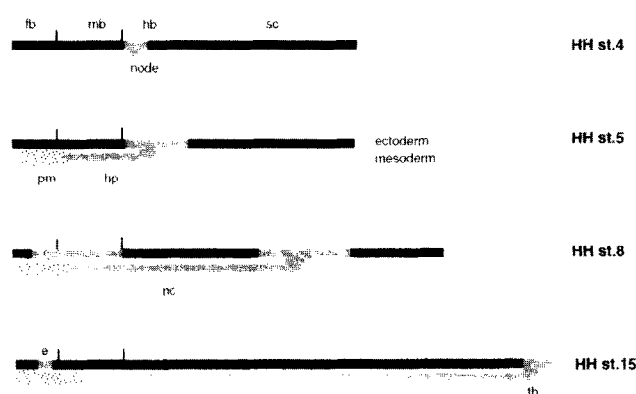 fb mb hb sc
HH st.4
node
HH st.5
ectoderm
mesoderm
pm hp
HH st.8
nc
e
HH st.15
tb